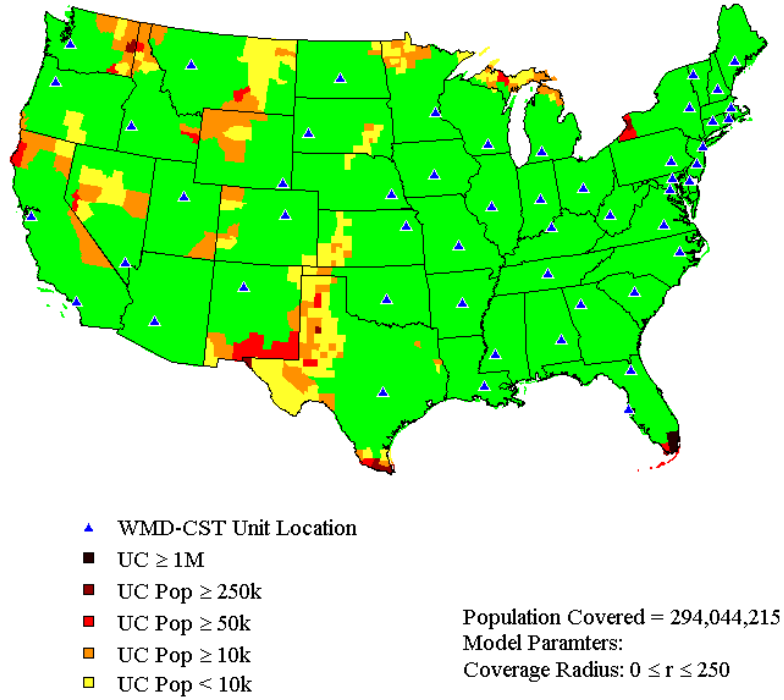 WMD-CST Unit Location
UC ≥ 1M
UC Pop ≥ 250k
UC Pop ≥ 50k
UC Pop ≥ 10k
UC Pop < 10k
Population Covered = 294,044,215
Model Paramters:
Coverage Radius: 0 ≤ r ≤ 250